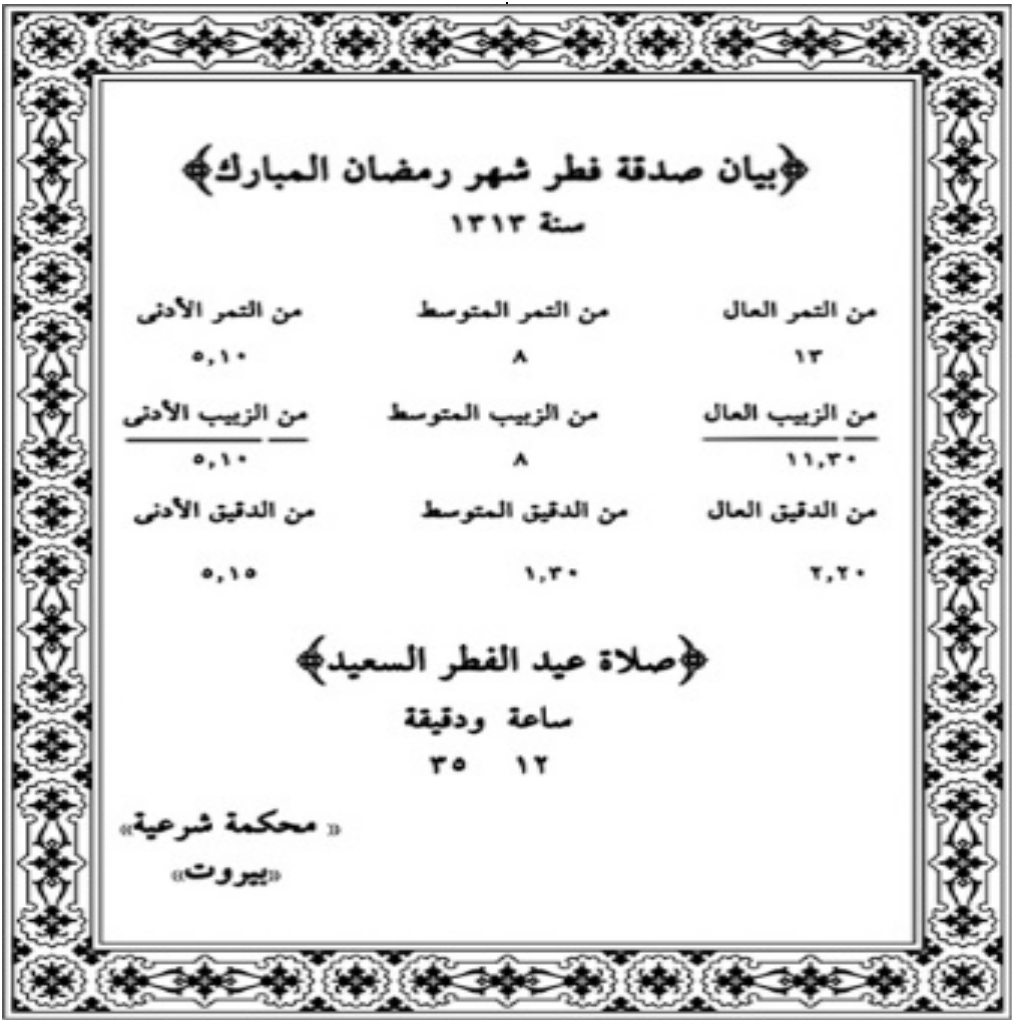 ﴿بيان صدقة فطر شهر رمضان المبارك﴾
سنة ١٣١٣
من التمر العال من التمر المتوسط من التمر الأدنى
١٣ ٨ ٥,١٠
من الزبيب العال من الزبيب المتوسط من الزبيب الأدنى
١١,٣٠ ٨ ٥,١٠
من الدقيق العال من الدقيق المتوسط من الدقيق الأدنى
٢,٢٠ ١,٣٠ ٥,١٥
﴿صلاة عيد الفطر السعيد﴾
ساعة ودقيقة
١٢ ٣٥
« محكمة شرعية»
«بيروت»